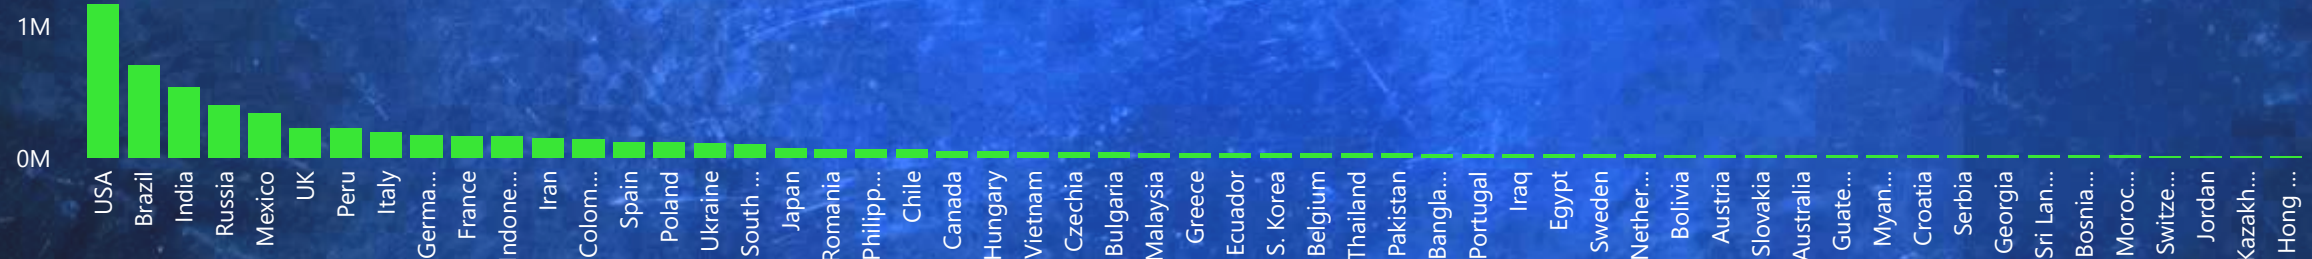 1M
0M
USA
Brazil
India
Russia
Mexico
UK
Peru
Italy
Germa...
France
Indone...
Iran
Colom...
Spain
Poland
Ukraine
South ...
Japan
Romania
Philipp...
Chile
Canada
Hungary
Vietnam
Czechia
Bulgaria
Malaysia
Greece
Ecuador
S. Korea
Belgium
Thailand
Pakistan
Bangla...
Portugal
Iraq
Egypt
Sweden
Nether...
Bolivia
Austria
Slovakia
Australia
Guate...
Myan...
Croatia
Serbia
Georgia
Sri Lan...
Bosnia...
Moroc...
Switze...
Jordan
Kazakh...
Hong ...